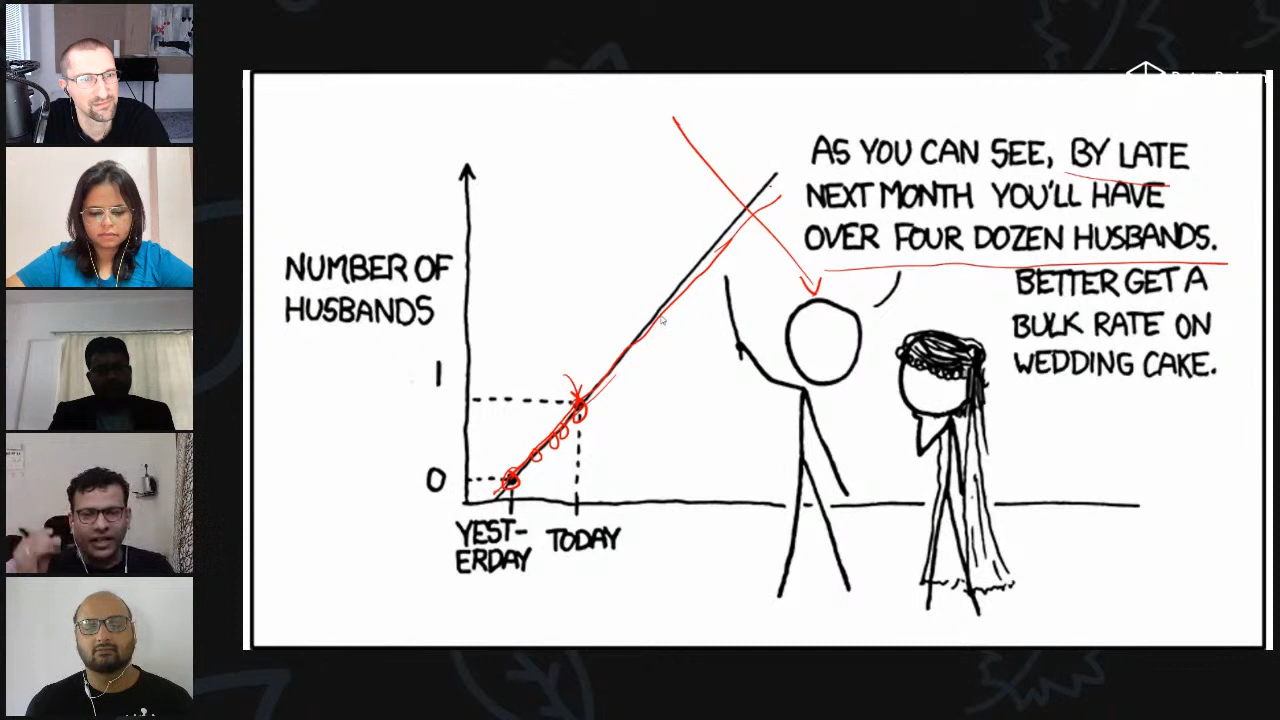 AS YOU CAN SEE, BY LATE
NEXT MONTH YOU'LL HAVE
OVER FOUR DOZEN HUSBANDS.
BETTER GET A
BULK RATE ON
WEDDING CAKE.
NUMBER OF
HUSBANDS
1
0
YEST-
ERDAY
TODAY